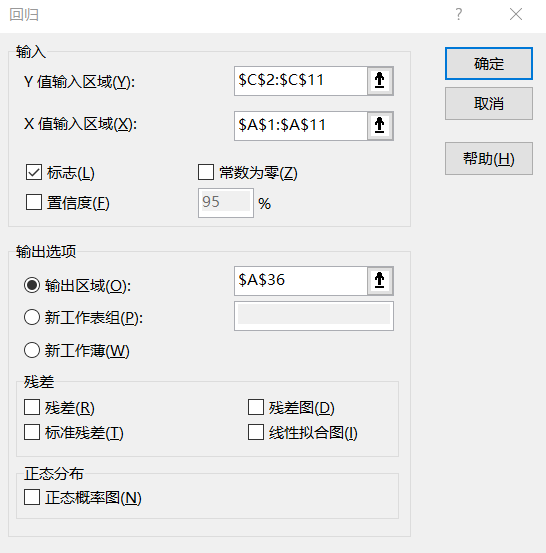 回归
? ×
输入
Y 值输入区域(Y): $C$2:$C$11
确定
X 值输入区域(X): $A$1:$A$11
取消
标志(L) 常数为零(Z)
帮助(H)
置信度(F) 95 %
输出选项
输出区域(O): $A$36
新工作表组(P):
新工作薄(W)
残差
残差(R) 残差图(D)
标准残差(T) 线性拟合图(I)
正态分布
正态概率图(N)